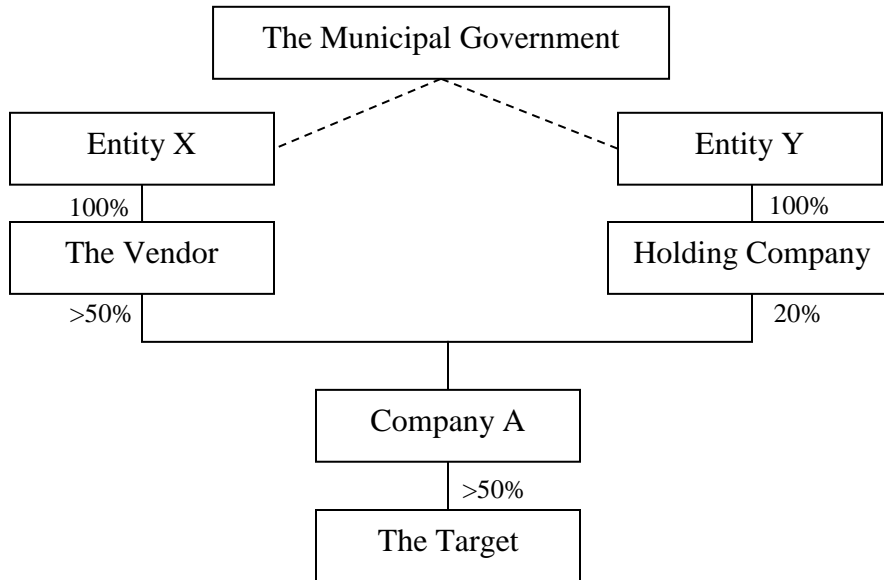 The Municipal Government
Entity X
Entity Y
100%
100%
The Vendor
Holding Company
>50%
20%
Company A
>50%
The Target